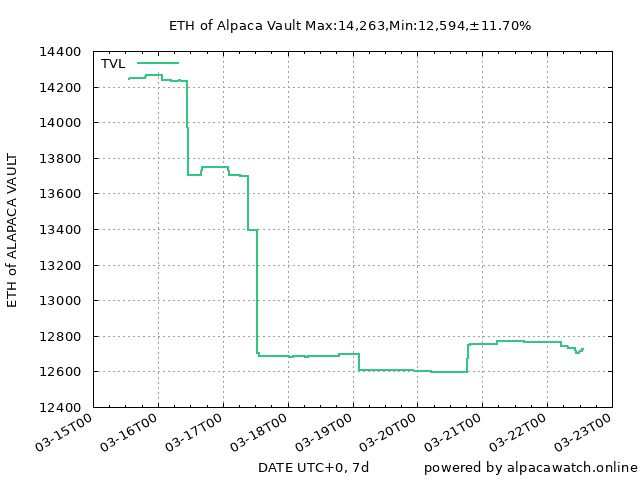 ETH of Alpaca Vault Max:14,263,Min:12,594,±11.70%
TVL
14400
14200
14000
13800
13600
13400
13200
13000
12800
12600
12400
ETH of ALAPACA VAULT
03-15T00
03-16T00
03-17T00
03-18T00
03-19T00
03-20T00
03-21T00
03-22T00
03-23T00
DATE UTC+0, 7d
powered by alpacawatch.online